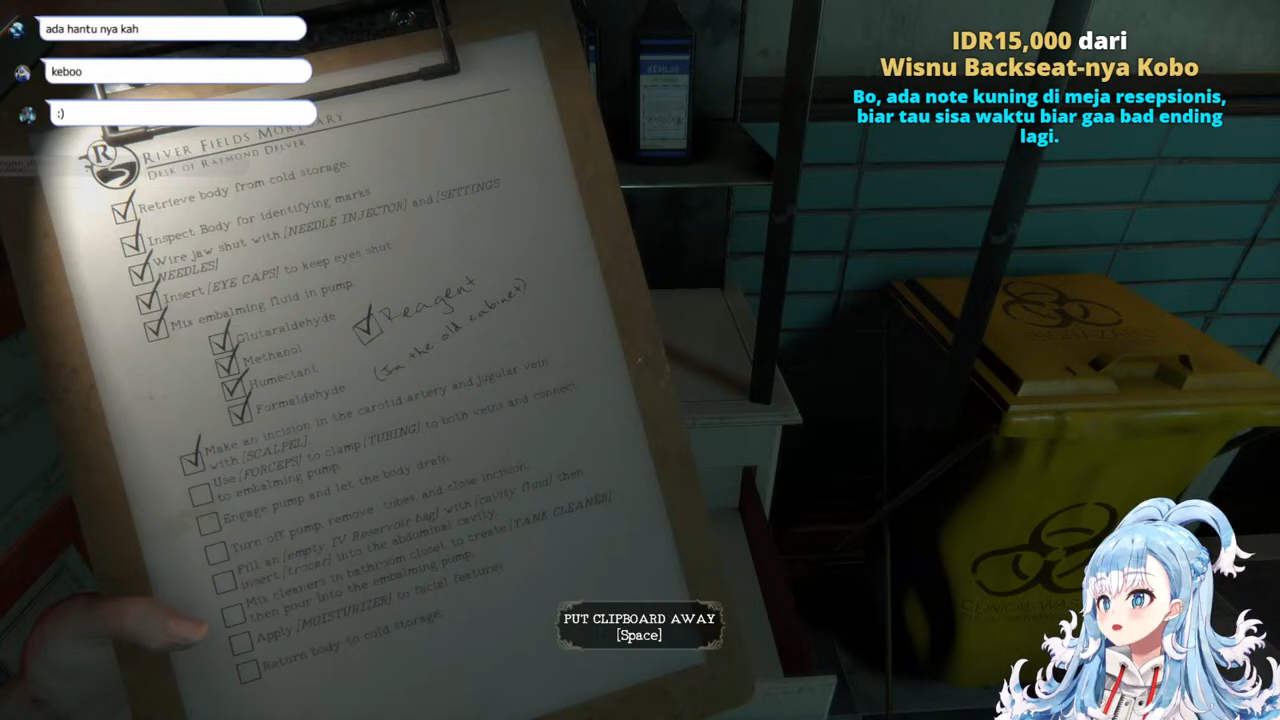 ada hantu nya kah
keboo
;)
IDR15,000 dari
Wisnu Backseat-nya Kobo
Bo, ada note kuning di meja resepsionis,
biar tau sisa waktu biar gaa bad ending
lagi.
KEMLAB
R
RIVER FIELDS MORTUARY
DESK OF RAYMOND DELVER
Retrieve body from cold storage.
Inspect Body for identifying marks
Wire jaw shut with [NEEDLE INJECTOR] and [SETTINGS
NEEDLES]
Insert [EYE CAPS] to keep eyes shut
Mix embalming fluid in pump
Glutaraldehyde
Methanol
Humectant
Formaldehyde
Reagent
(In the old cabinet)
Make an incision in the carotid artery and jugular vein
with [SCALPEL].
Use [FORCEPS] to clamp [TUBING] to both veins and connect
to embalming pump.
Engage pump and let the body drain.
Turn off pump, remove tubes, and close incision.
Fill an [empty IV Reservoir bag] with [cavity fluid] then
insert [trocar] into the abdominal cavity.
Mix cleaners in bathroom closet to create [TANK CLEANER]
then pour into the embalming pump.
Apply [MOISTURIZER] to facial features
Return body to cold storage.
PUT CLIPBOARD AWAY
[Space]
BIOHAZARD